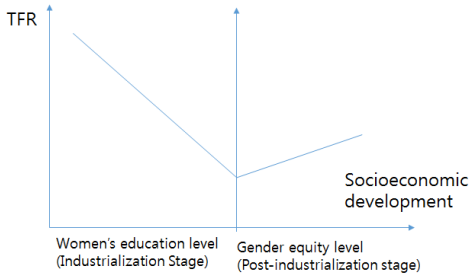 TFR
Socioeconomic
development
Women's education level
(Industrialization Stage)
Gender equity level
(Post-industrialization stage)